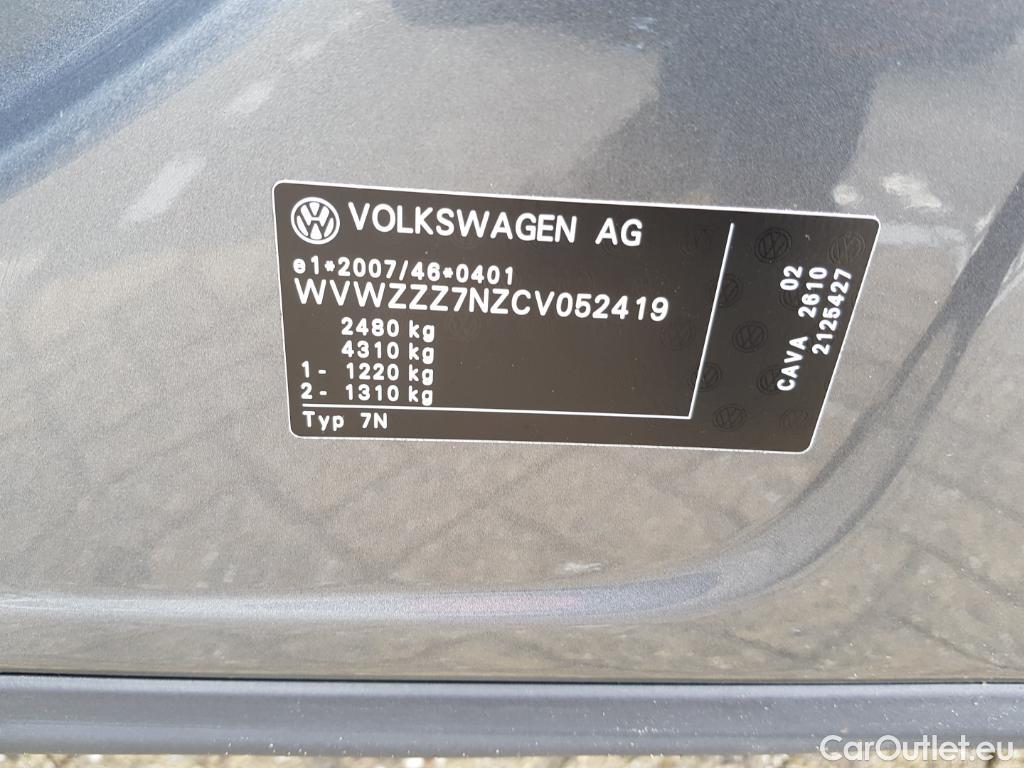 VOLKSWAGEN AG
e1*2007/46*0401
WVWZZZ7NZCV052419
2480 kg
4310 kg
1- 1220 kg
2- 1310 kg
Typ 7N
02
CAVA 2610
2125427
CarOutlet.eu